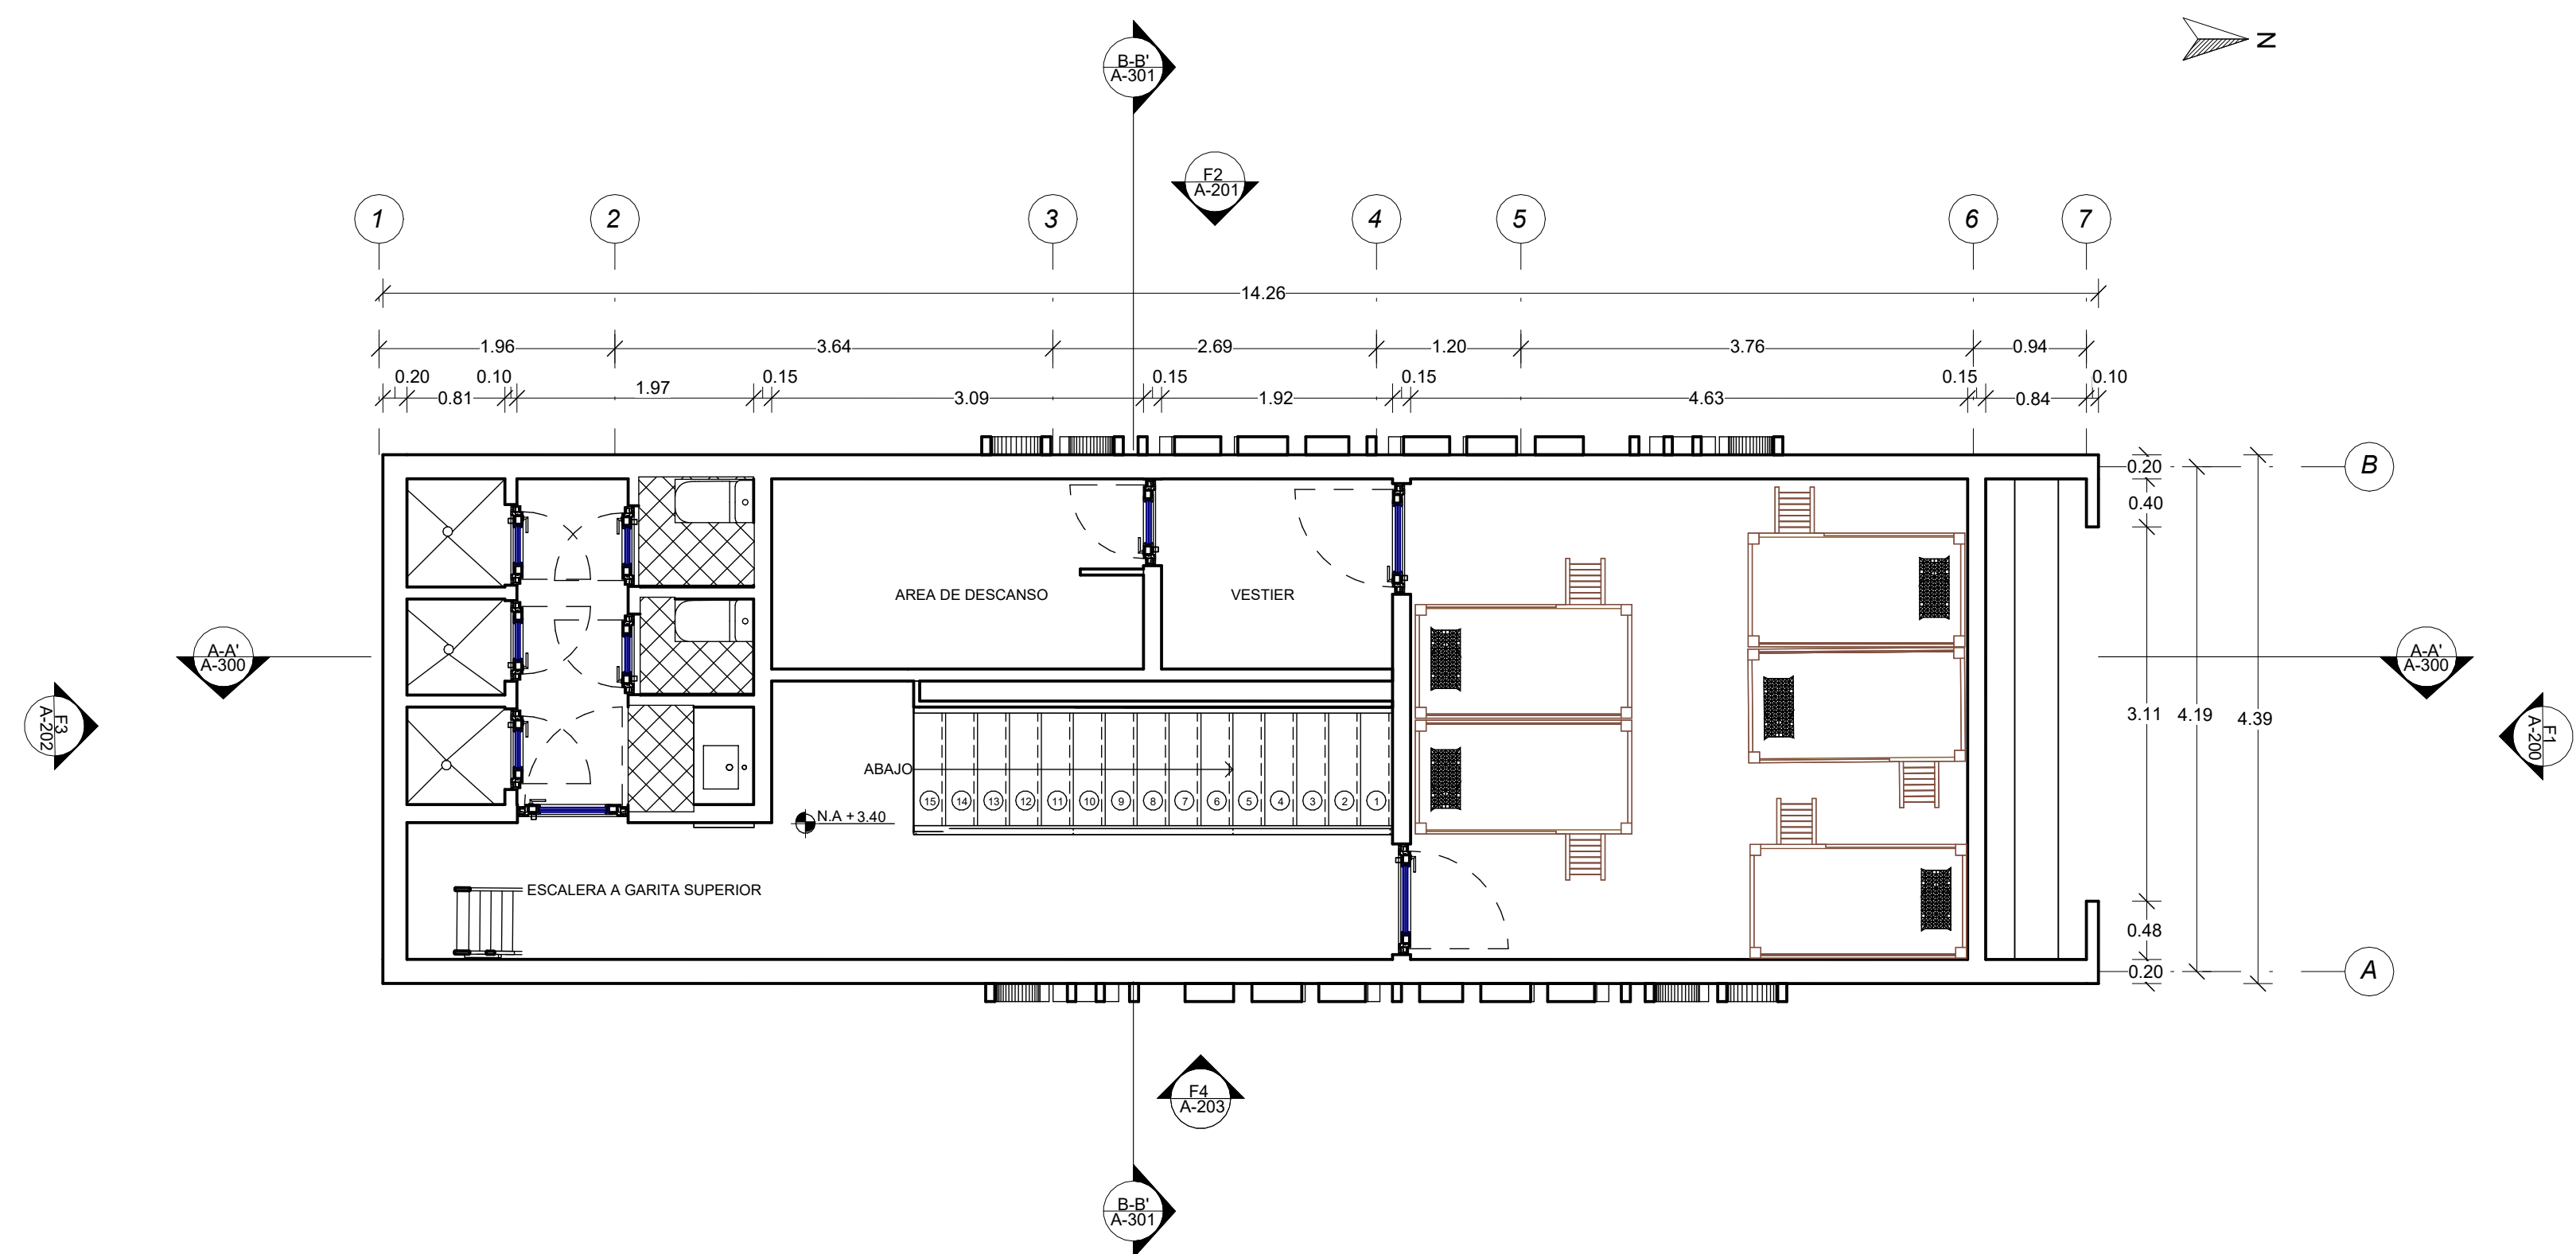 N
B-B'
A-301
F2
A-201
1
2
3
4
5
6
7
14.26
1.96
3.64
2.69
1.20
3.76
0.94
0.20
0.10
0.15
0.15
0.15
0.15
0.10
0.81
1.97
3.09
1.92
4.63
0.84
B
0.20
0.40
AREA DE DESCANSO
VESTIER
A-A'
A-300
A-A'
A-300
F3
A-202
3.11
4.19
4.39
F1
A-200
ABAJO
15
14
13
12
11
10
9
8
7
6
5
4
3
2
1
N.A + 3.40
ESCALERA A GARITA SUPERIOR
0.48
0.20
A
F4
A-203
B-B'
A-301